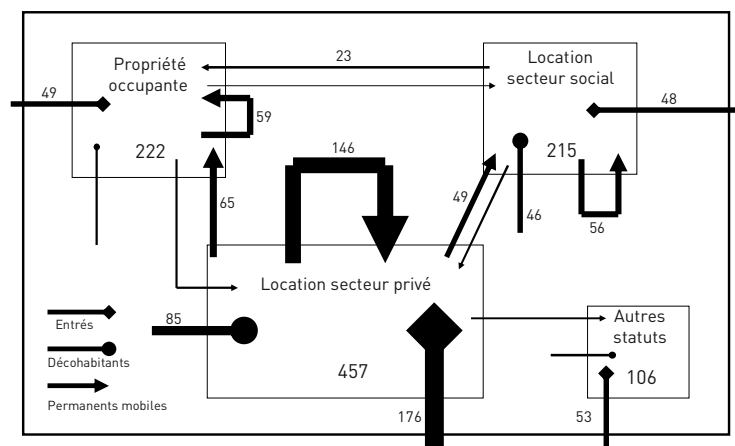 Propriété
occupante
222
23
Location
secteur social
215
49
48
59
146
65
49
46
56
Location secteur privé
457
85
176
Autres
statuts
106
53
Entrés
Décohabitants
Permanents mobiles